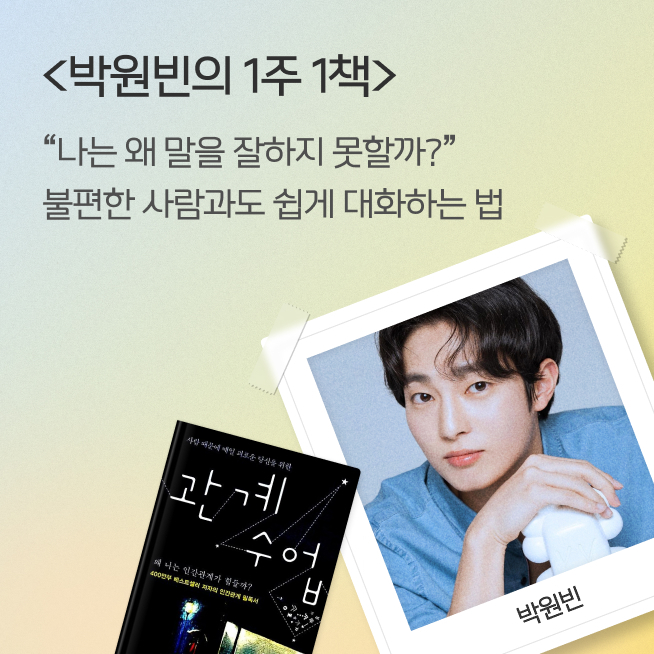 <박원빈의 1주 1책>
“나는 왜 말을 잘하지 못할까?”
불편한 사람과도 쉽게 대화하는 법
사람 때문에 매일 괴로운 당신을 위한
관계
수업
왜 나는 인간관계가 힘들까?
400만부 베스트셀러 저자의 인간관계 필독서
박원빈